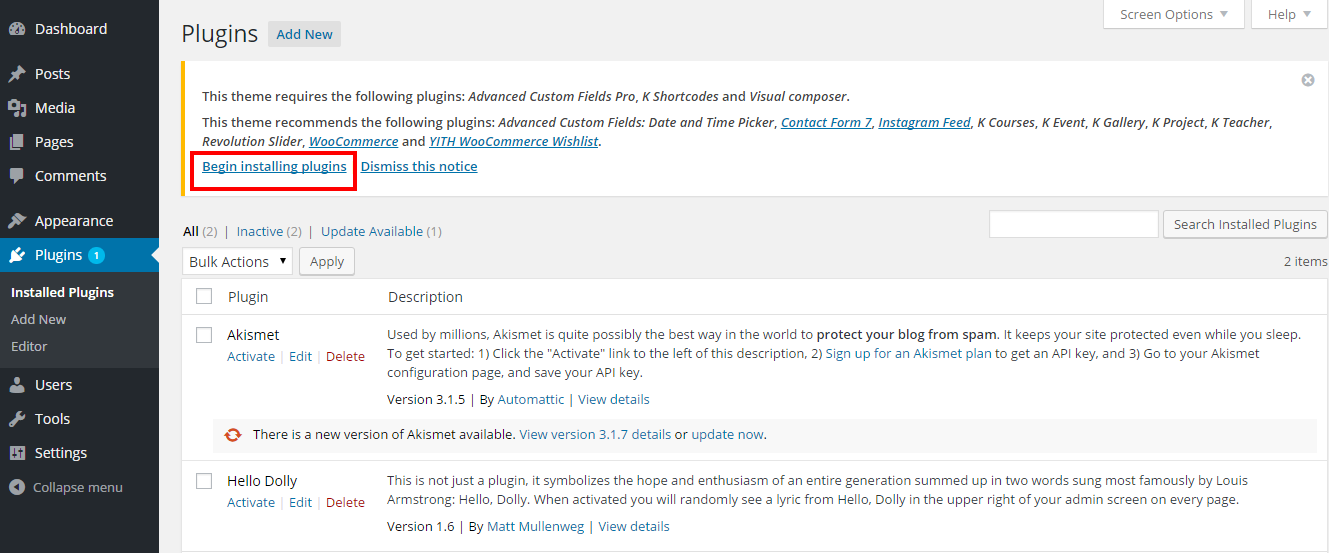 Dashboard
Posts
Media
Pages
Comments
Appearance
Plugins 1
Installed Plugins
Add New
Editor
Users
Tools
Settings
Collapse menu
Screen Options
Help
Plugins Add New
This theme requires the following plugins: Advanced Custom Fields Pro, K Shortcodes and Visual composer.
This theme recommends the following plugins: Advanced Custom Fields: Date and Time Picker, Contact Form 7, Instagram Feed, K Courses, K Event, K Gallery, K Project, K Teacher,
Revolution Slider, WooCommerce and YITH WooCommerce Wishlist.
Begin installing plugins Dismiss this notice
All (2) | Inactive (2) | Update Available (1)
Search Installed Plugins
Bulk Actions Apply
2 items
Plugin Description
Akismet
Activate | Edit | Delete
Used by millions, Akismet is quite possibly the best way in the world to protect your blog from spam. It keeps your site protected even while you sleep.
To get started: 1) Click the "Activate" link to the left of this description, 2) Sign up for an Akismet plan to get an API key, and 3) Go to your Akismet
configuration page, and save your API key.
Version 3.1.5 | By Automattic | View details
There is a new version of Akismet available. View version 3.1.7 details or update now.
Hello Dolly
Activate | Edit | Delete
This is not just a plugin, it symbolizes the hope and enthusiasm of an entire generation summed up in two words sung most famously by Louis
Armstrong: Hello, Dolly. When activated you will randomly see a lyric from Hello, Dolly in the upper right of your admin screen on every page.
Version 1.6 | By Matt Mullenweg | View details